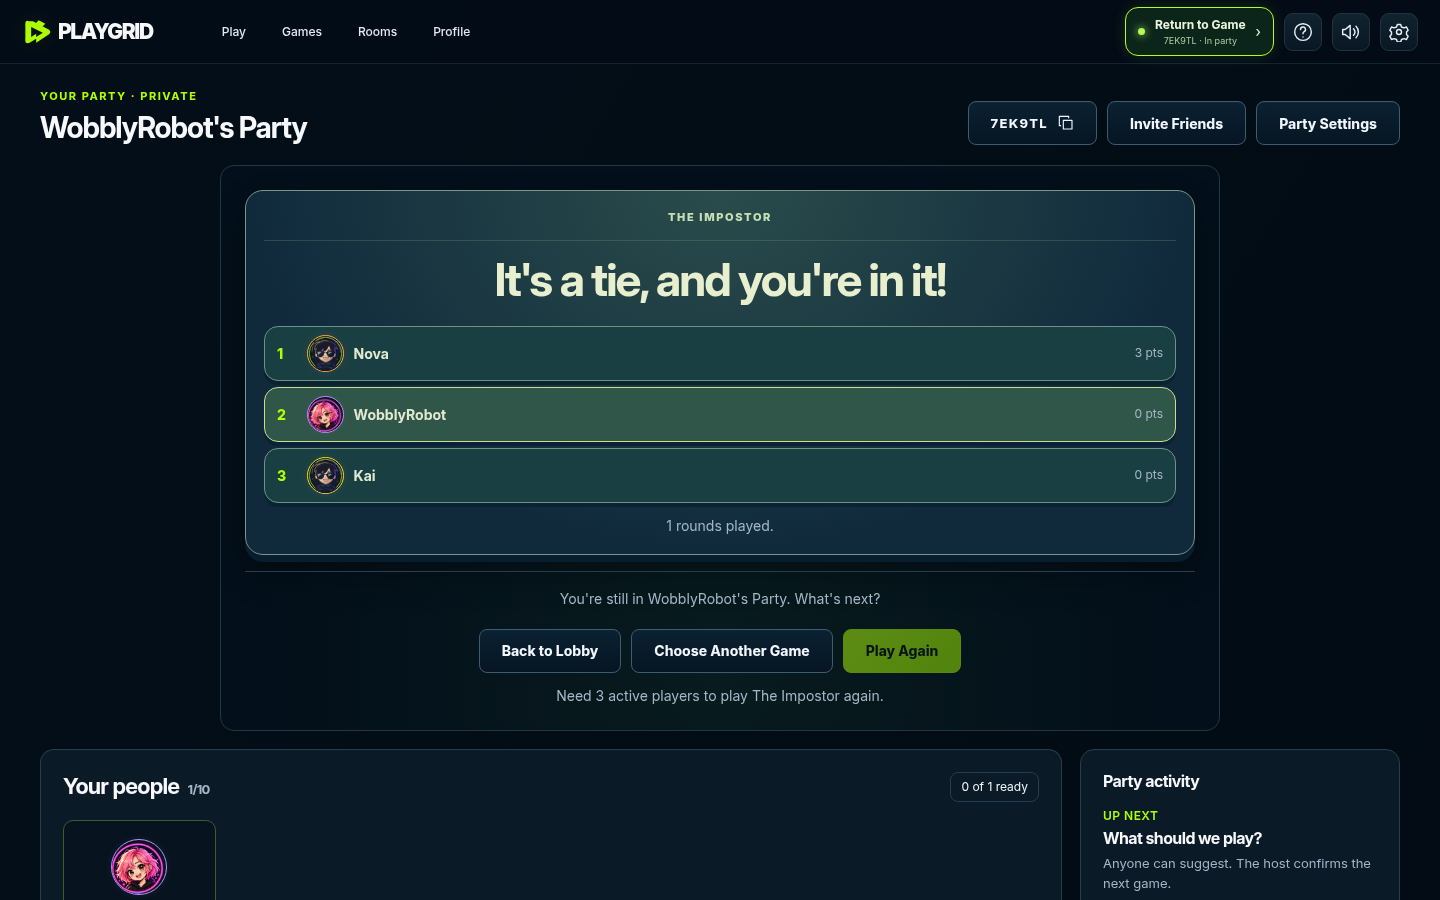 PLAYGRID
Play
Games
Rooms
Profile
Return to Game
7EK9TL · In party
YOUR PARTY · PRIVATE
WobblyRobot's Party
7EK9TL
Invite Friends
Party Settings
THE IMPOSTOR
It's a tie, and you're in it!
1 Nova 3 pts
2 WobblyRobot 0 pts
3 Kai 0 pts
1 rounds played.
You're still in WobblyRobot's Party. What's next?
Back to Lobby
Choose Another Game
Play Again
Need 3 active players to play The Impostor again.
Your people 1/10
0 of 1 ready
Party activity
UP NEXT
What should we play?
Anyone can suggest. The host confirms the
next game.